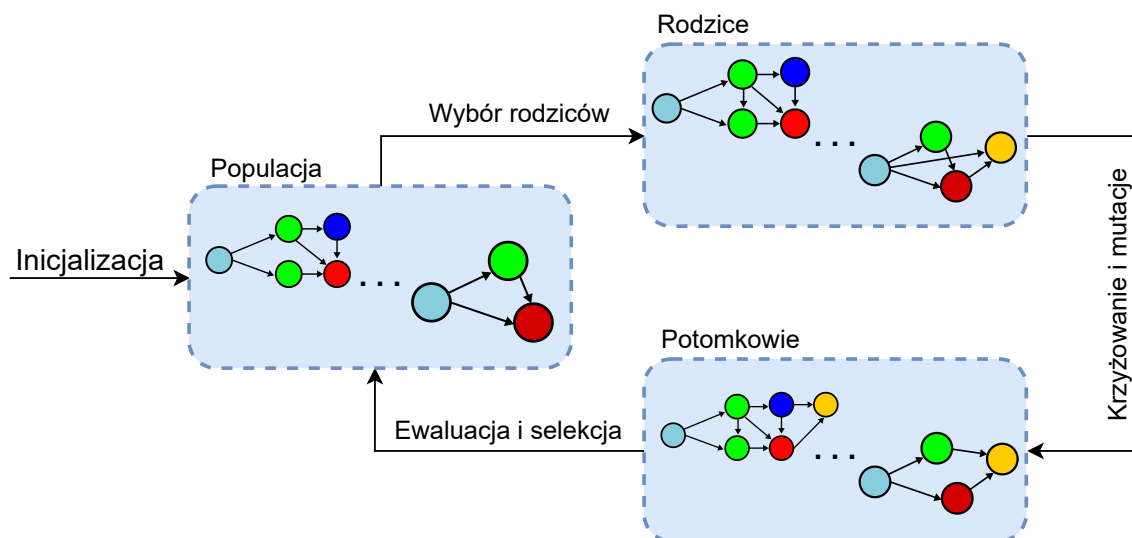 Rodzice
Wybór rodziców
Populacja
Inicjalizacja
. . .
. . .
Krzyżowanie i mutacje
Potomkowie
Ewaluacja i selekcja
. . .